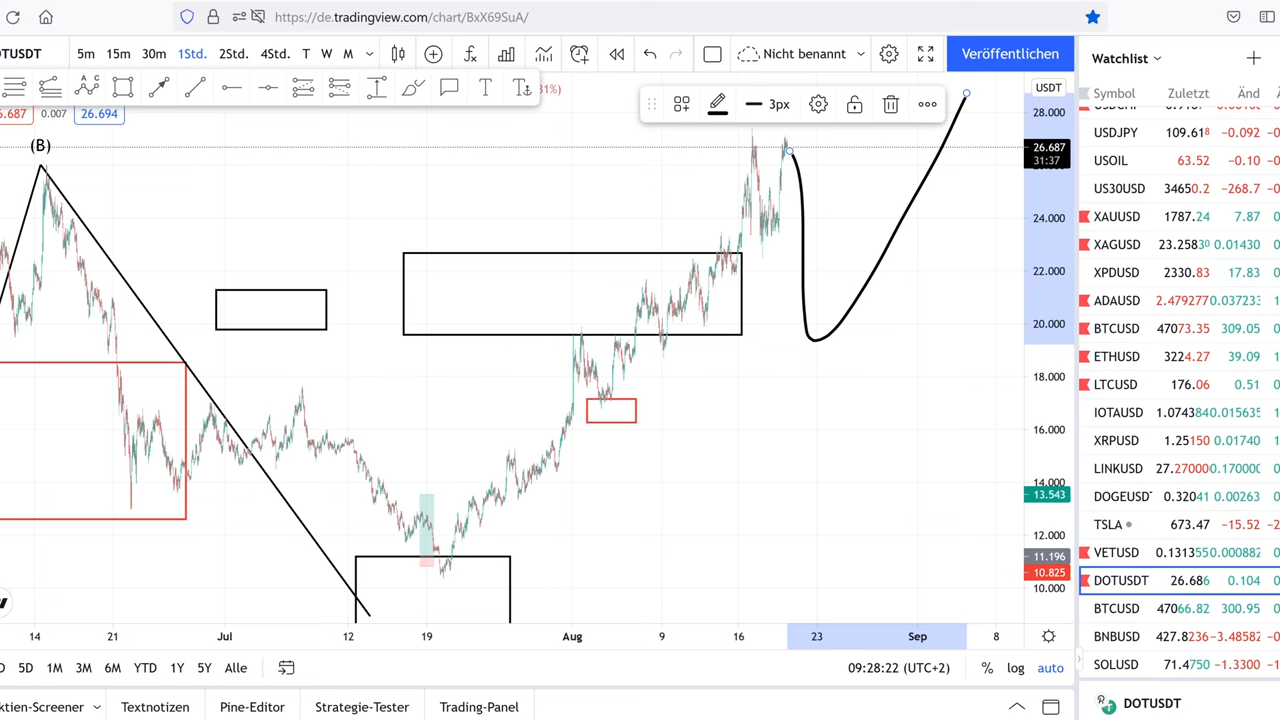 https://de.tradingview.com/chart/BxX69SuA/
OTUSDT 5m 15m 30m 1Std. 2Std. 4Std. T W M Nicht benannt Veröffentlichen
Watchlist
USDT
Symbol Zuletzt Änd
3px
6.687 0.007 26.694
(B)
28.000
26.687
31:37
24.000
22.000
20.000
18.000
16.000
14.000
13.543
12.000
11.196
10.825
10.000
USDJPY 109.618 −0.092
USOIL 63.52 −0.10
US30USD 34650.2 −268.7
XAUUSD 1787.24 7.87
XAGUSD 23.25830 0.01430
XPDUSD 2330.83 17.83
ADAUSD 2.479277 0.037233
BTCUSD 47073.35 309.05
ETHUSD 3224.27 39.09
LTCUSD 176.06 0.51
IOTAUSD 1.074384 0.015635
XRPUSD 1.25150 0.01740
LINKUSD 27.27000 0.170000
DOGEUSD 0.32041 0.00263
TSLA 673.47 −15.52
VETUSD 0.131355 0.000882
DOTUSDT 26.686 0.104
BTCUSD 47066.82 300.95
BNBUSD 427.8236 −3.48582
SOLUSD 71.4750 −1.3300
14 21 Jul 12 19 Aug 9 16 23 Sep 8
5D 1M 3M 6M YTD 1Y 5Y Alle 09:28:22 (UTC+2) % log auto
ktien-Screener Textnotizen Pine-Editor Strategie-Tester Trading-Panel
DOTUSDT